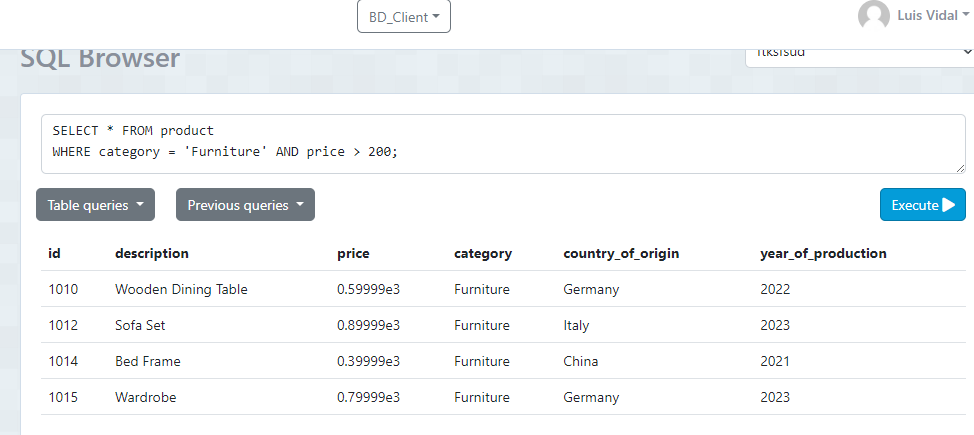 BD_Client
Luis Vidal
SQL Browser
SELECT * FROM product
WHERE category = 'Furniture' AND price > 200;
Table queries
Previous queries
Execute
id description price category country_of_origin year_of_production
1010 Wooden Dining Table 0.59999e3 Furniture Germany 2022
1012 Sofa Set 0.89999e3 Furniture Italy 2023
1014 Bed Frame 0.39999e3 Furniture China 2021
1015 Wardrobe 0.79999e3 Furniture Germany 2023